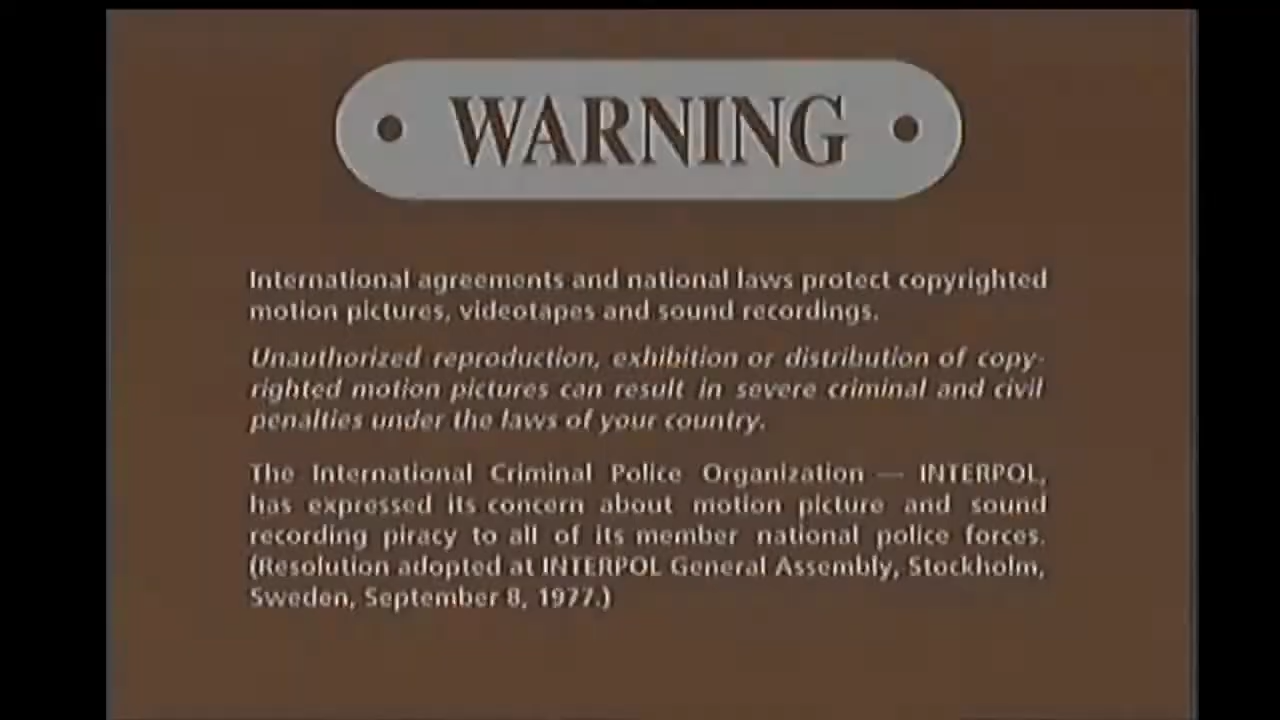 WARNING
International agreements and national laws protect copyrighted
motion pictures, videotapes and sound recordings.
Unauthorized reproduction, exhibition or distribution of copy-
righted motion pictures can result in severe criminal and civil
penalties under the laws of your country.
The International Criminal Police Organization — INTERPOL,
has expressed its concern about motion picture and sound
recording piracy to all of its member national police forces.
(Resolution adopted at INTERPOL General Assembly, Stockholm,
Sweden, September 8, 1977.)